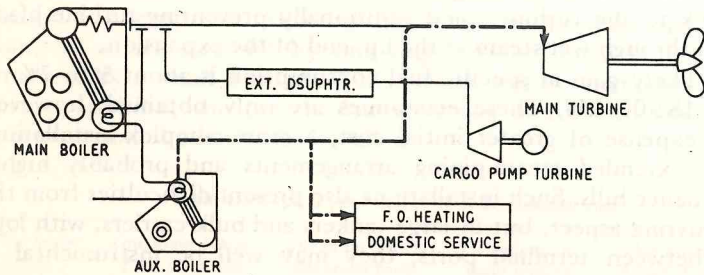 MAIN BOILER
EXT. DSUPHTR.
MAIN TURBINE
CARGO PUMP TURBINE
F.O. HEATING
DOMESTIC SERVICE
AUX. BOILER